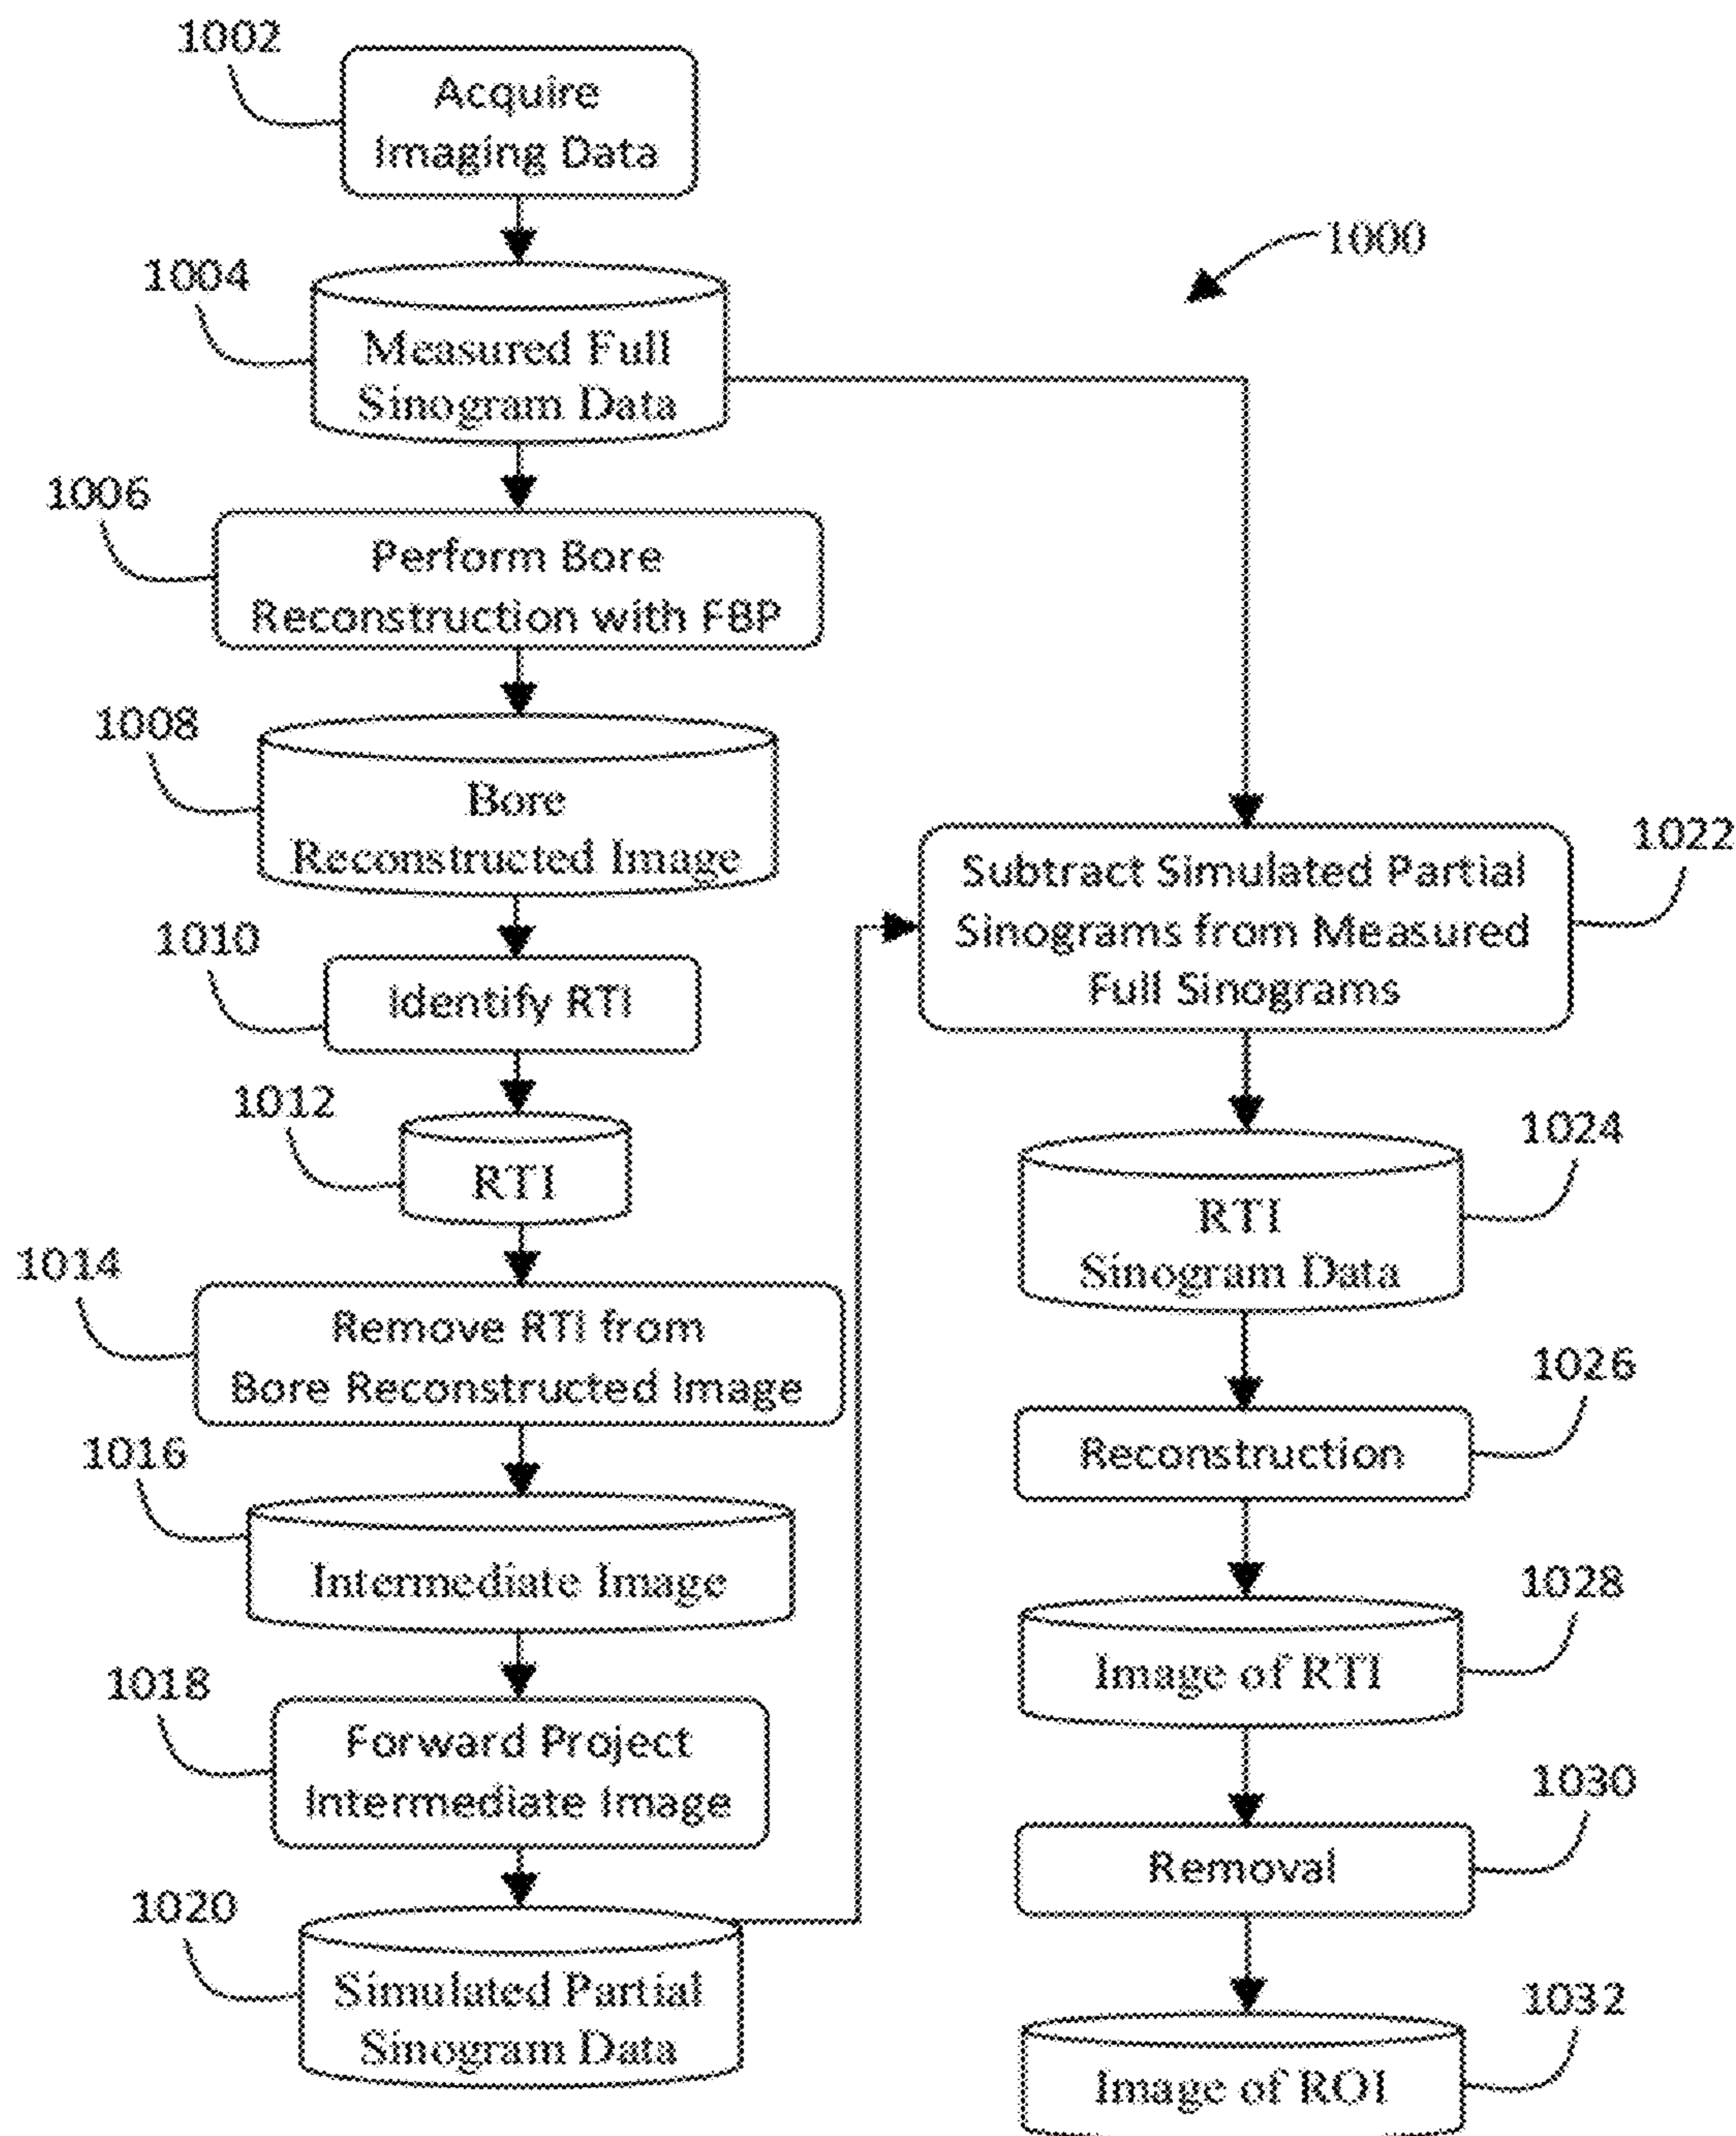 1002
Acquire
Imaging Data
1000
1004
Measured Full
Sinogram Data
1006
Perform Bore
Reconstruction with FBP
1008
Bore
Reconstructed Image
1010
Identify RTI
1012
RTI
1014
Remove RTI from
Bore Reconstructed Image
1016
Intermediate Image
1018
Forward Project
Intermediate Image
1020
Simulated Partial
Sinogram Data
1022
Subtract Simulated Partial
Sinograms from Measured
Full Sinograms
1024
RTI
Sinogram Data
1026
Reconstruction
1028
Image of RTI
1030
Removal
1032
Image of ROI